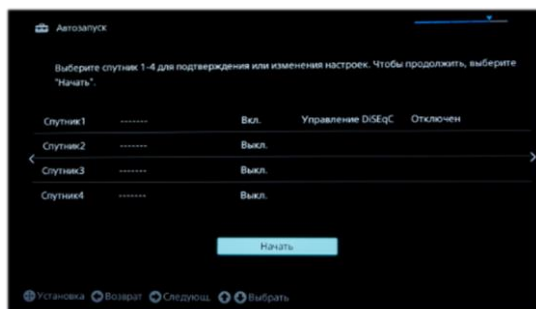 Автозапуск
Выберите спутник 1-4 для подтверждения или изменения настроек. Чтобы продолжить, выберите
"Начать".
Спутник1 ------- Вкл. Управление DiSEqC Отключен
Спутник2 ------- Выкл.
Спутник3 ------- Выкл.
Спутник4 ------- Выкл.
Начать
Установка Возврат Следующ. Выбрать